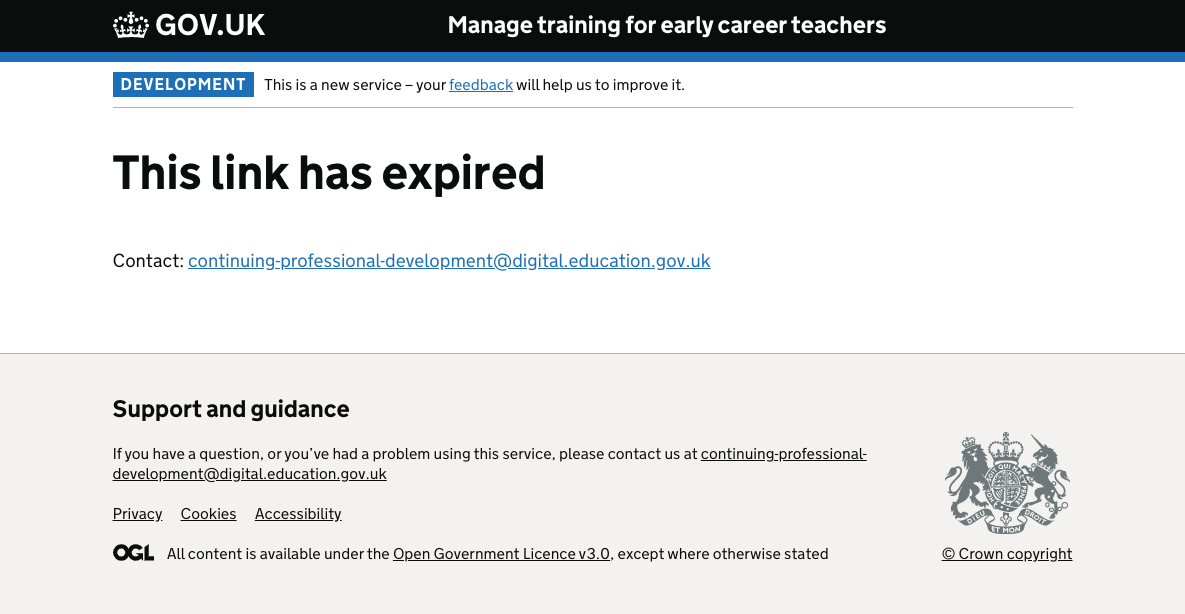 GOV.UK Manage training for early career teachers
DEVELOPMENT This is a new service – your feedback will help us to improve it.
This link has expired
Contact: continuing-professional-development@digital.education.gov.uk
Support and guidance
If you have a question, or you’ve had a problem using this service, please contact us at continuing-professional-
development@digital.education.gov.uk
Privacy Cookies Accessibility
OGL All content is available under the Open Government Licence v3.0, except where otherwise stated
DIEU ET MON DROIT
© Crown copyright